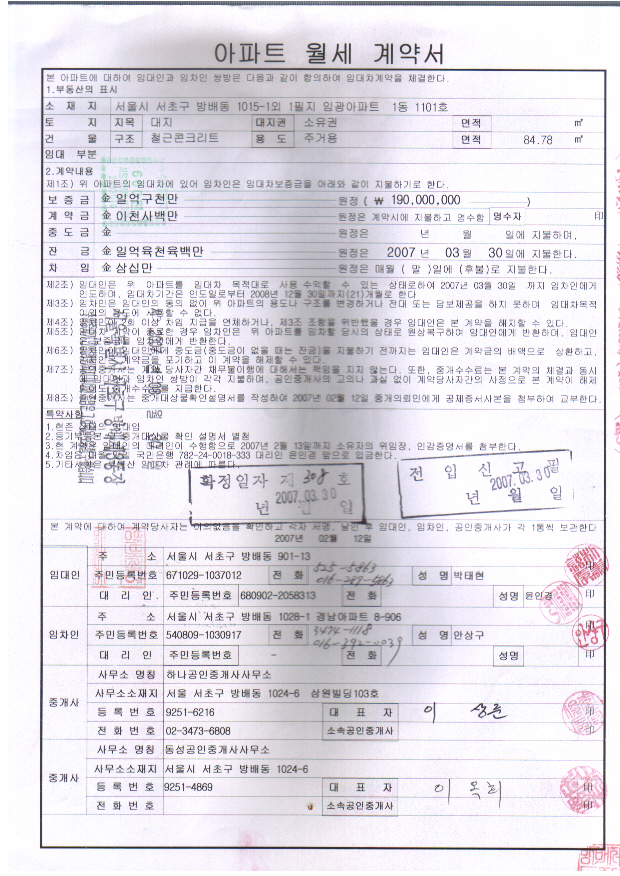 아파트 월세 계약서
본 아파트에 대하여 임대인과 임차인 쌍방은 다음과 같이 합의하여 임대차계약을 체결한다.
1.부동산의 표시
소 재 지 서울시 서초구 방배동 1015-1외 1필지 임광아파트 1동 1101호
토 지 지목 대지 대지권 소유권 면적 ㎡
건 물 구조 철근콘크리트 용 도 주거용 면적 84.78 ㎡
임대 부분
2.계약내용
제1조) 위 아파트의 임대차에 있어 임차인은 임대차보증금을 아래와 같이 지불하기로 한다.
보 증 금 金 일억구천만 원정 ( ₩ 190,000,000 )
계 약 금 金 이천사백만 원정은 계약시에 지불하고 영수함 영수자 印
중 도 금 金 원정은 년 월 일에 지불하며,
잔 금 金 일억육천육백만 원정은 2007 년 03 월 30 일에 지불한다.
차 임 金 삼십만 원정은 매월 ( 말 )일에 (후불)로 지불한다.
제2조) 임대인은 위 아파트를 임대차 목적대로 사용 수익할 수 있는 상태로하여 2007년 03월 30일 까지 임차인에게
인도하며, 임대차기간은 인도일로부터 2008년 12월 30일까지(21)개월로 한다
제3조) 임차인은 임대인의 동의 없이 위 아파트의 용도나 구조를 변경하거나 전대 또는 담보제공을 하지 못하며 임대차목적
이외의 용도에 사용할 수 없다.
제4조) 임차인이 2회 이상 차임 지급을 연체하거나, 제3조 조항을 위반했을 경우 임대인은 본 계약을 해지할 수 있다.
제5조) 임대차 계약이 종료한 경우 임차인은 위 아파트를 임차할 당시의 상태로 원상복구하여 임대인에게 반환하며, 임대인
은 보증금을 임차인에게 반환한다.
제6조) 임차인이 임대인에게 중도금(중도금이 없을 때는 잔금)을 지불하기 전까지는 임대인은 계약금의 배액으로 상환하고,
임차인은 계약금을 포기하고 이 계약을 해제할 수 있다.
제7조) 공인중개사는 계약 당사자간 채무불이행에 대해서는 책임을 지지 않는다. 또한, 중개수수료는 본 계약의 체결과 동시
에 임대인과 임차인 쌍방이 각각 지불하며, 공인중개사의 고의나 과실 없이 계약당사자간의 사정으로 본 계약이 해제
되어도 중개수수료를 지급한다.
제8조) 공인중개사는 중개대상물확인설명서를 작성하여 2007년 02월 12일 중개의뢰인에게 공제증서사본을 첨부하여 교부한다.
특약사항
2.등기부등본 및 중개대상물 확인 설명서 별첨
3.현 계약은 임대인의 대리인이 수행함으로 2007년 2월 13일까지 소유자의 위임장, 인감증명서를 첨부한다.
4.차임은 매월 말일 국민은행 782-24-0018-333 대리인 윤인경 앞으로 입금한다.
5.기타사항은 부동산 임대차 관례에 따른다.
확정일자 제 308 호
2007.03.30
년 월 일
전 입 신 고 필
2007.03.30
년 월 일
본 계약에 대하여 계약당사자는 이의없음을 확인하고 각자 서명, 날인 후 임대인, 임차인, 공인중개사가 각 1통씩 보관한다
2007년 02월 12일
임대인 주 소 서울시 서초구 방배동 901-13
주민등록번호 671029-1037012 전 화 525-5863 성 명 박태현 印
016-287-5863
대 리 인 주민등록번호 680902-2058313 전 화 성명 윤인경 印
임차인 주 소 서울시 서초구 방배동 1028-1 경남아파트 8-906
주민등록번호 540809-1030917 전 화 3474-1118 성 명 안상구 印
016-392-0039
대 리 인 주민등록번호 - 전 화 성명 印
중개사 사무소 명칭 하나공인중개사사무소
사무소소재지 서울 서초구 방배동 1024-6 상원빌딩103호
등 록 번 호 9251-6216 대 표 자 이 상훈 印
전 화 번 호 02-3473-6808 소속공인중개사 印
중개사 사무소 명칭 동성공인중개사사무소
사무소소재지 서울시 서초구 방배동 1024-6
등 록 번 호 9251-4869 대 표 자 이 옥희 印
전 화 번 호 소속공인중개사 印